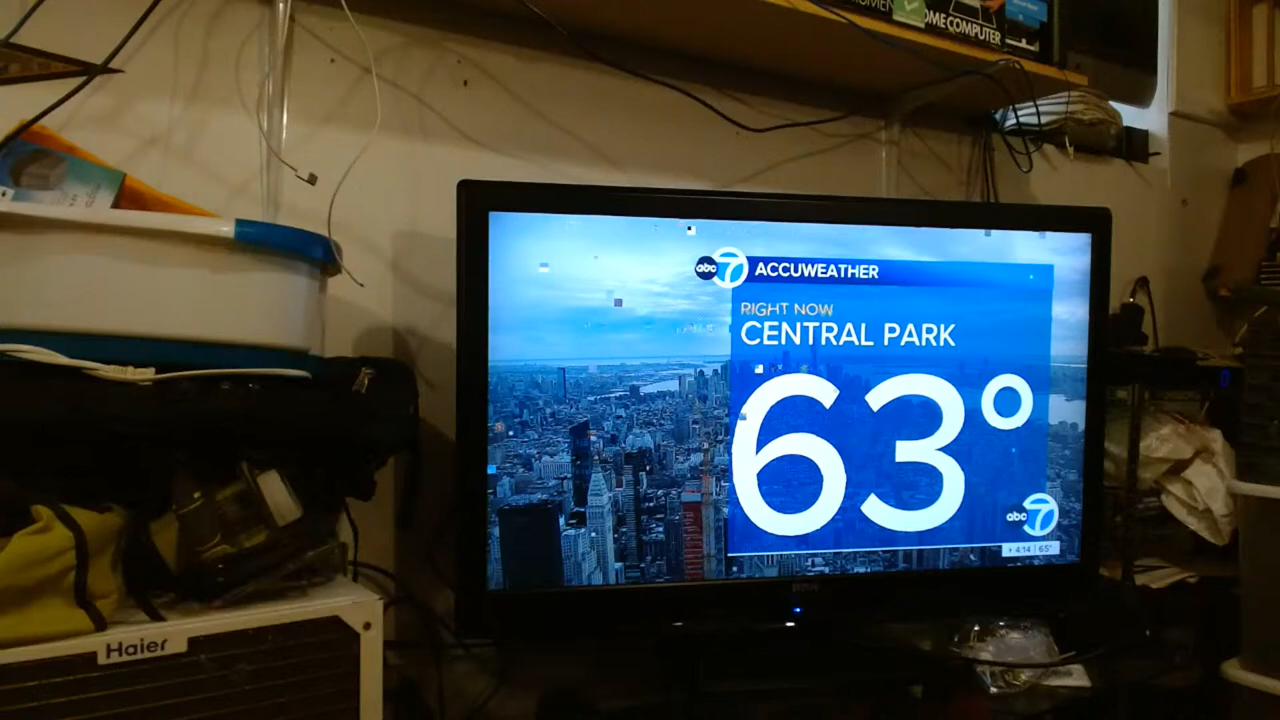 HOME COMPUTER
abc 7 ACCUWEATHER
RIGHT NOW
CENTRAL PARK
63°
abc 7
4:14 65°
Haier